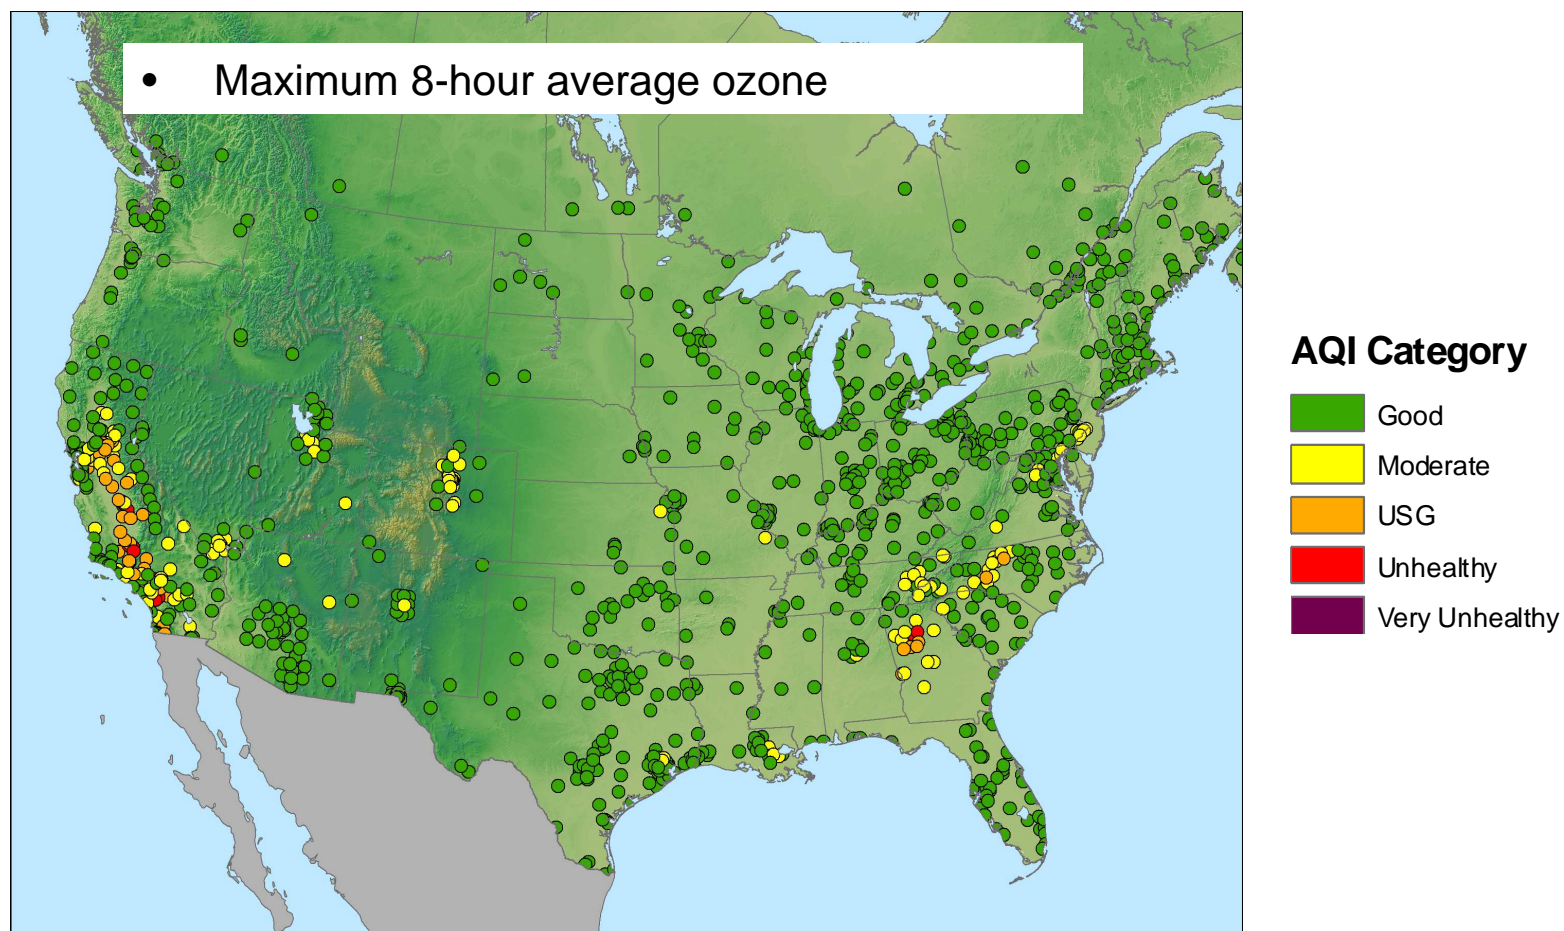 • Maximum 8-hour average ozone
AQI Category
Good
Moderate
USG
Unhealthy
Very Unhealthy